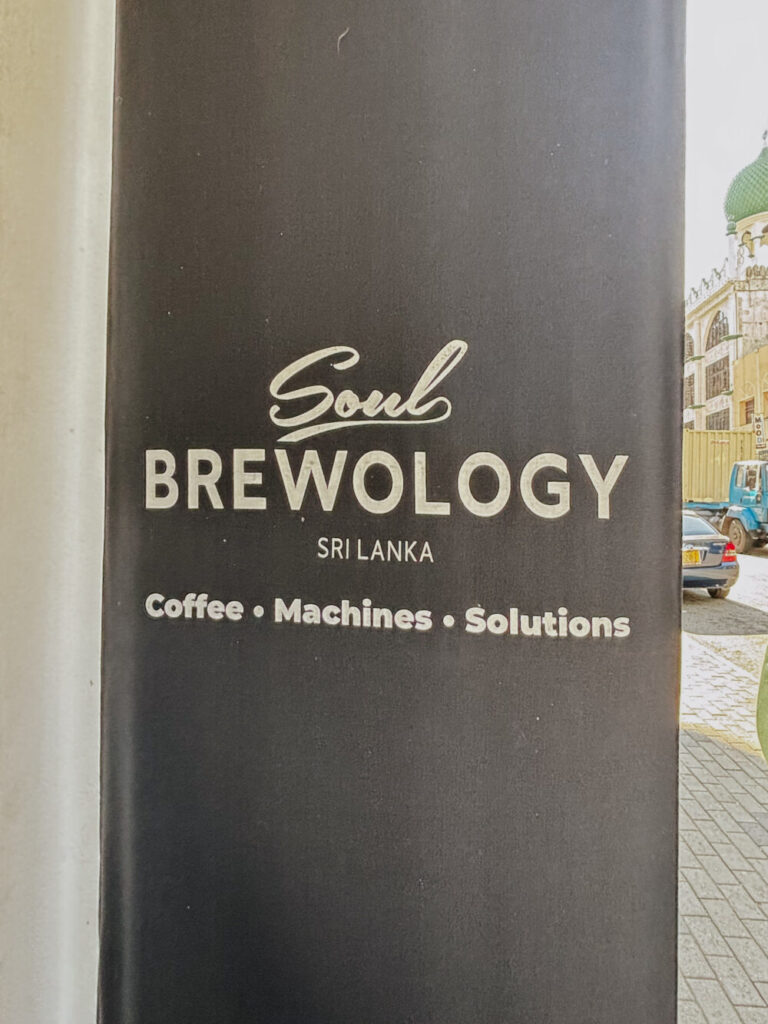 Soul
BREWOLOGY
SRI LANKA
Coffee • Machines • Solutions